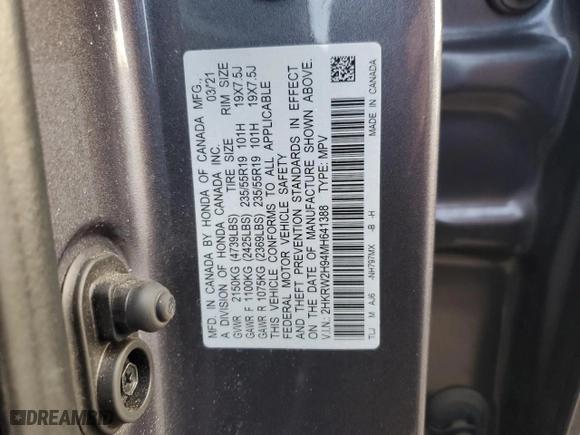 MFD. IN CANADA BY HONDA OF CANADA MFG.,
A DIVISION OF HONDA CANADA INC. 03/21
GVWR 2150KG (4739LBS) TIRE SIZE RIM SIZE
GAWR F 1100KG (2425LBS) 235/55R19 101H 19X7.5J
GAWR R 1075KG (2369LBS) 235/55R19 101H 19X7.5J
THIS VEHICLE CONFORMS TO ALL APPLICABLE
FEDERAL MOTOR VEHICLE SAFETY
AND THEFT PREVENTION STANDARDS IN EFFECT
ON THE DATE OF MANUFACTURE SHOWN ABOVE.
V.I.N.: 2HKRW2H94MH641388 TYPE: MPV
TLJ M AJ6 -NH797MX -B -H MADE IN CANADA
DREAMBID